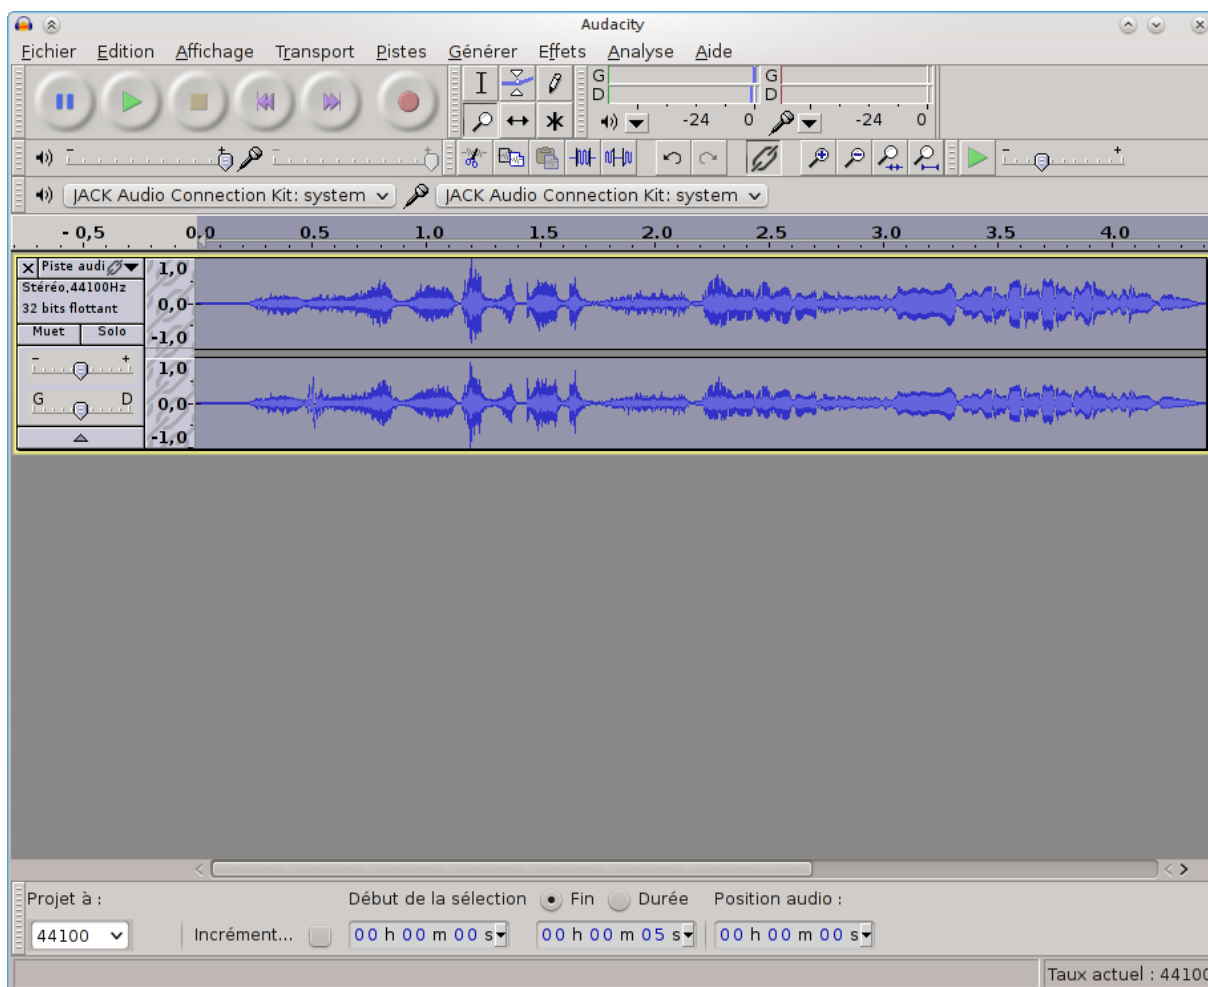 Audacity
Fichier Edition Affichage Transport Pistes Générer Effets Analyse Aide
G G
D D
-24 0 -24 0
- + - +
JACK Audio Connection Kit: system JACK Audio Connection Kit: system
- 0,5 0,0 0.5 1.0 1.5 2.0 2.5 3.0 3.5 4.0
Piste audi 1,0
Stéréo,44100Hz
32 bits flottant 0,0
Muet Solo -1,0
- + 1,0
G D 0,0
-1,0
Projet à : Début de la sélection Fin Durée Position audio :
44100 Incrément... 00 h 00 m 00 s 00 h 00 m 05 s 00 h 00 m 00 s
Taux actuel : 44100